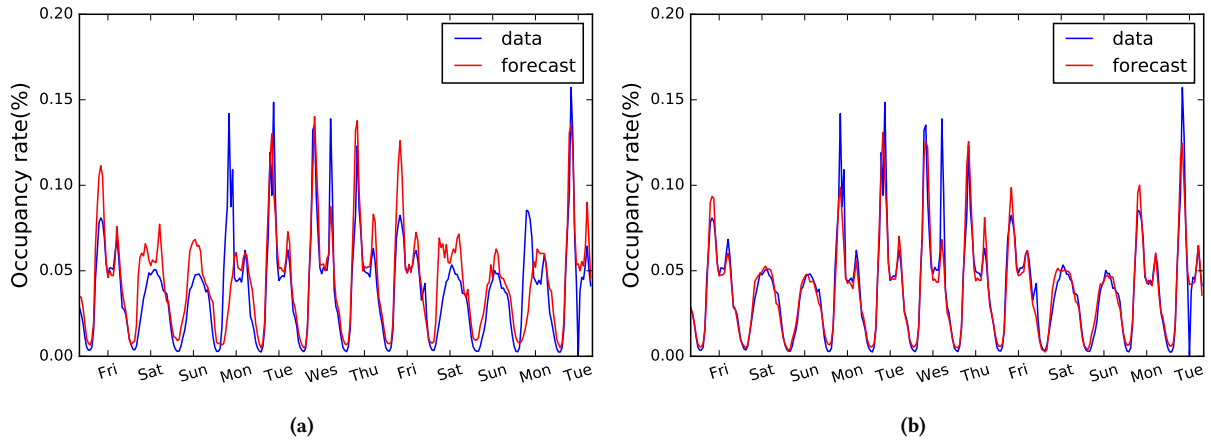 0.20
0.15
0.10
0.05
0.00
Occupancy rate(%)
data
forecast
Fri Sat Sun Mon Tue Wes Thu Fri Sat Sun Mon Tue
(a)
0.20
0.15
0.10
0.05
0.00
Occupancy rate(%)
data
forecast
Fri Sat Sun Mon Tue Wes Thu Fri Sat Sun Mon Tue
(b)